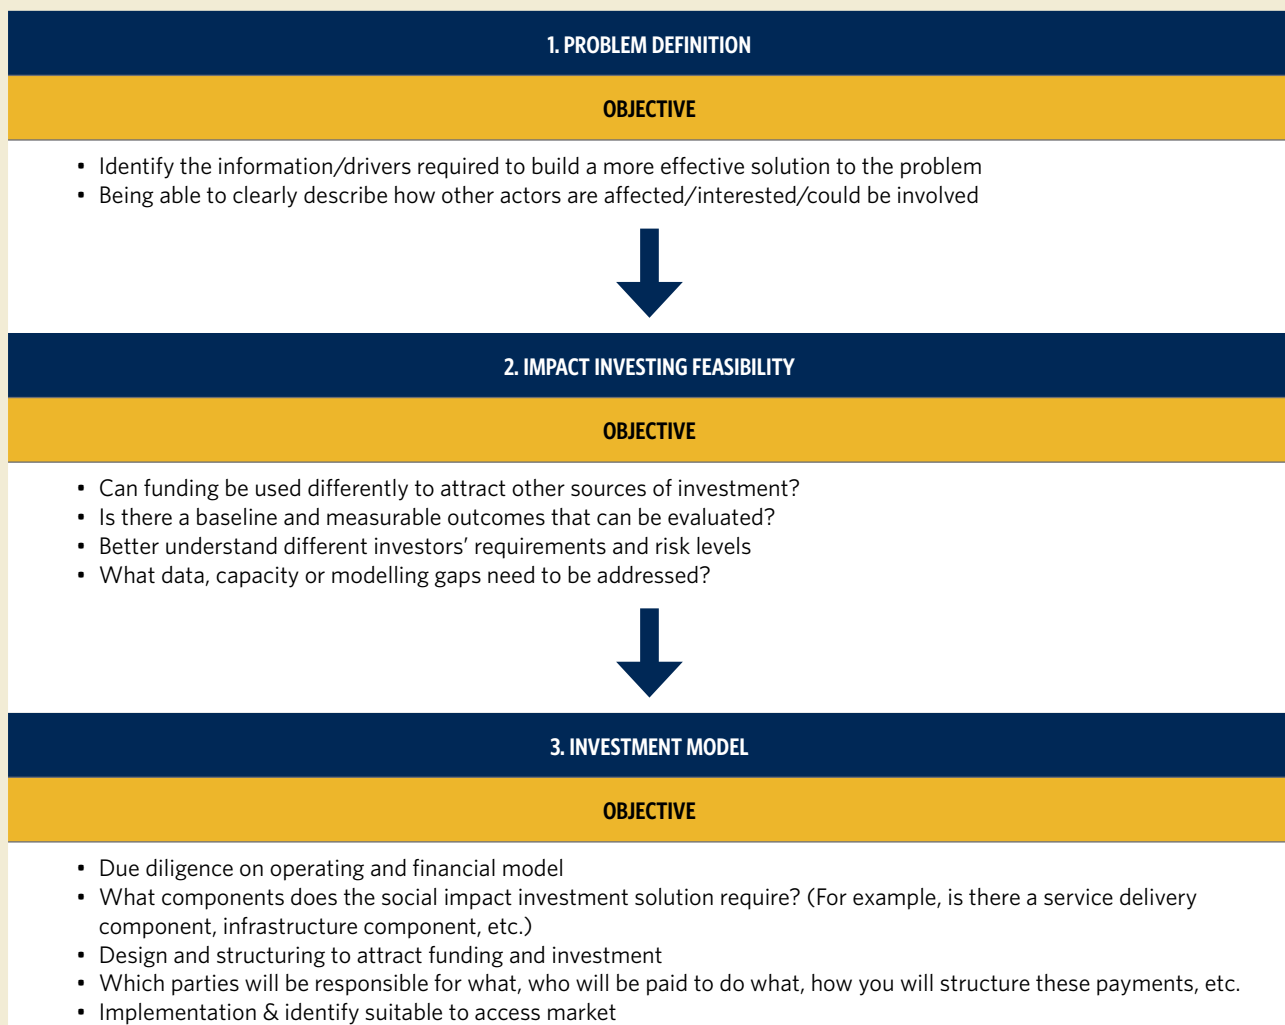 1. PROBLEM DEFINITION
OBJECTIVE
• Identify the information/drivers required to build a more effective solution to the problem
• Being able to clearly describe how other actors are affected/interested/could be involved
2. IMPACT INVESTING FEASIBILITY
OBJECTIVE
• Can funding be used differently to attract other sources of investment?
• Is there a baseline and measurable outcomes that can be evaluated?
• Better understand different investors’ requirements and risk levels
• What data, capacity or modelling gaps need to be addressed?
3. INVESTMENT MODEL
OBJECTIVE
• Due diligence on operating and financial model
• What components does the social impact investment solution require? (For example, is there a service delivery
component, infrastructure component, etc.)
• Design and structuring to attract funding and investment
• Which parties will be responsible for what, who will be paid to do what, how you will structure these payments, etc.
• Implementation & identify suitable to access market